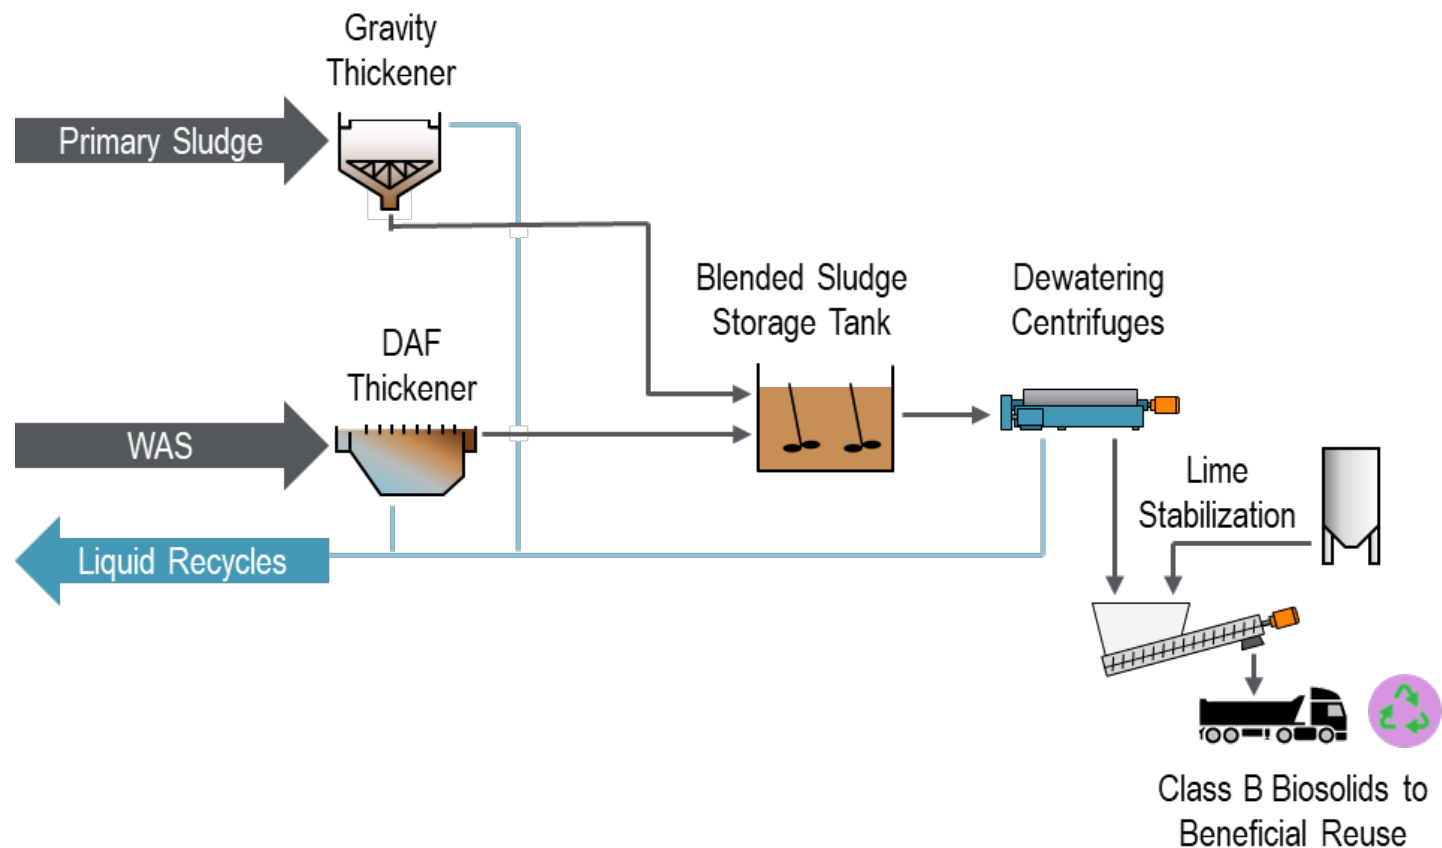 Gravity
Thickener
Primary Sludge
Blended Sludge
Storage Tank
Dewatering
Centrifuges
DAF
Thickener
WAS
Lime
Stabilization
Liquid Recycles
Class B Biosolids to
Beneficial Reuse